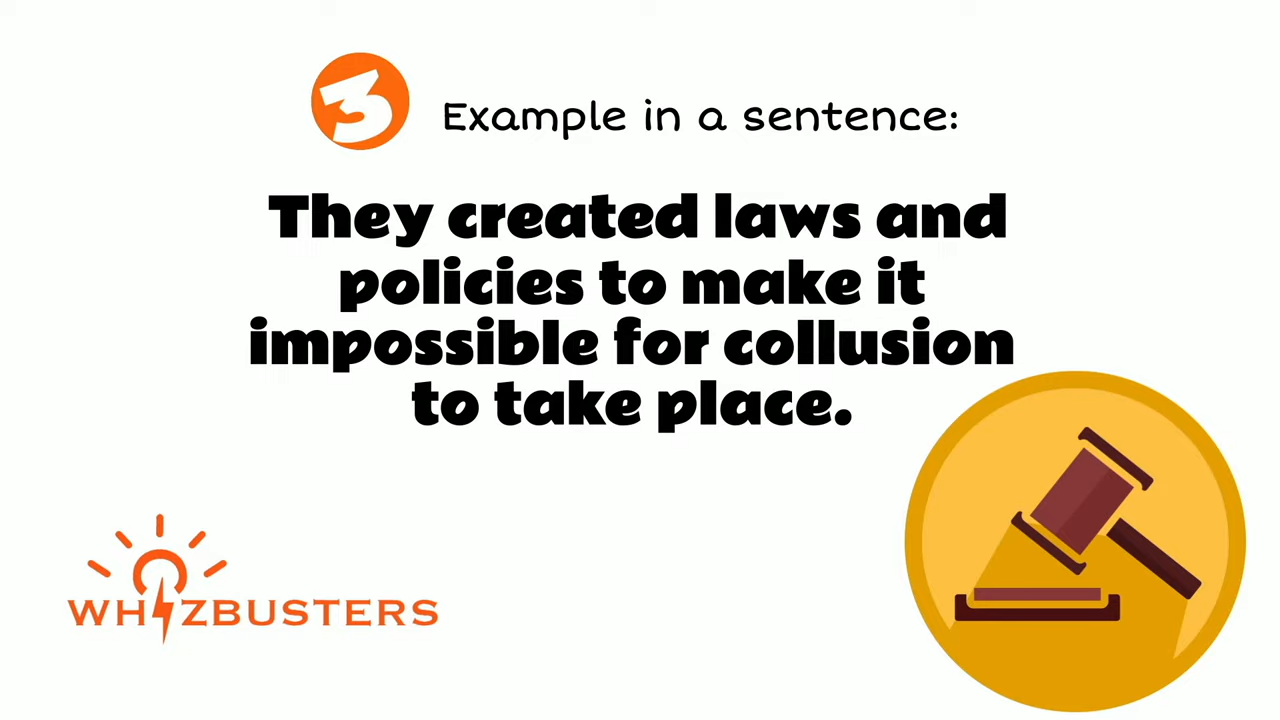 3
Example in a sentence:
They created laws and
policies to make it
impossible for collusion
to take place.
WHIZBUSTERS